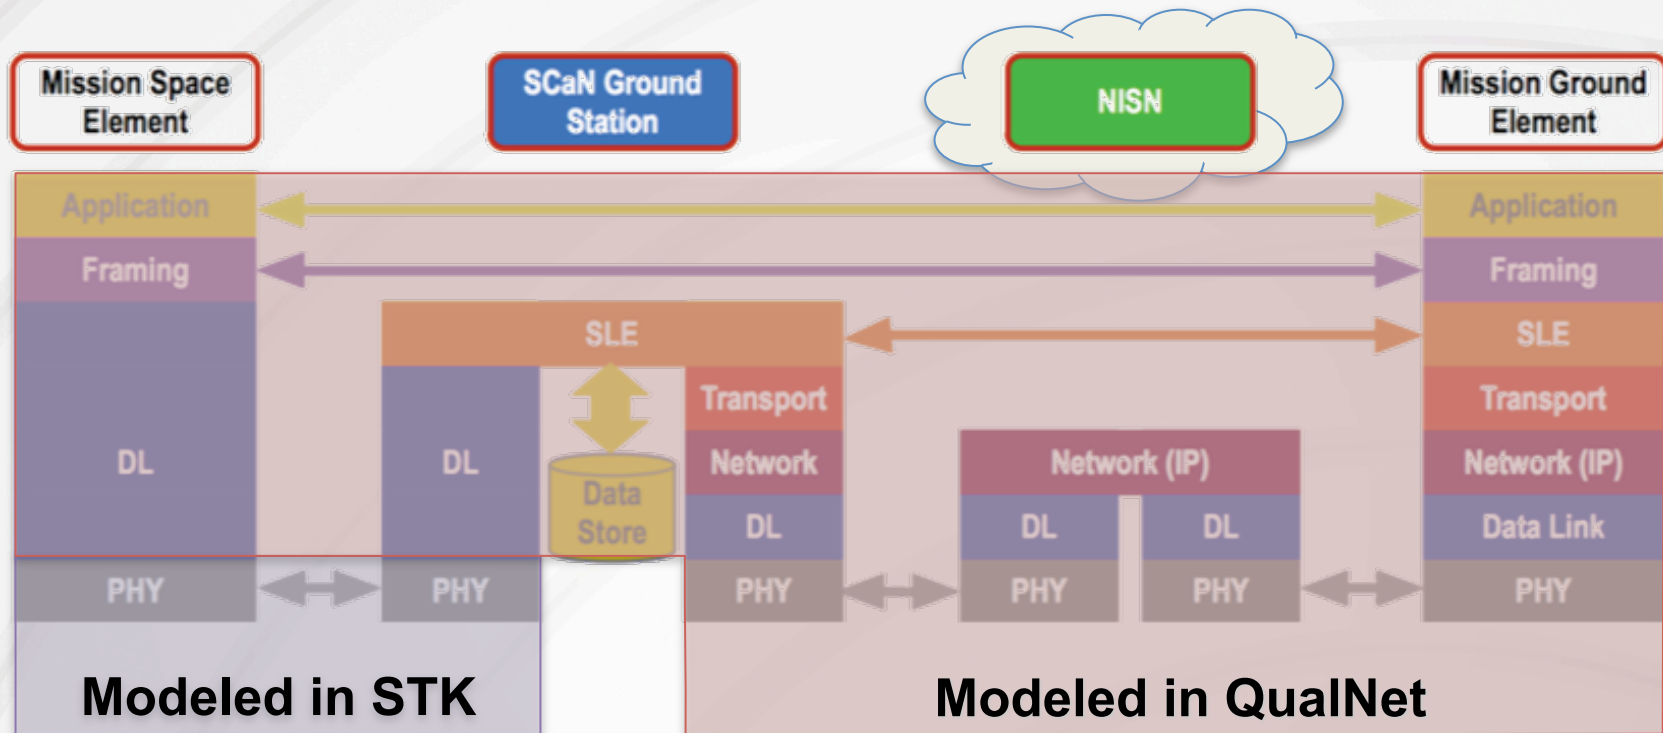 Mission Space
Element
SCaN Ground
Station
NISN
Mission Ground
Element
Application
Application
Framing
Framing
SLE
SLE
Transport
Transport
DL
DL
Network
Network (IP)
Network (IP)
Data
Store
DL
DL
DL
Data Link
PHY
PHY
PHY
PHY
PHY
PHY
Modeled in STK
Modeled in QualNet